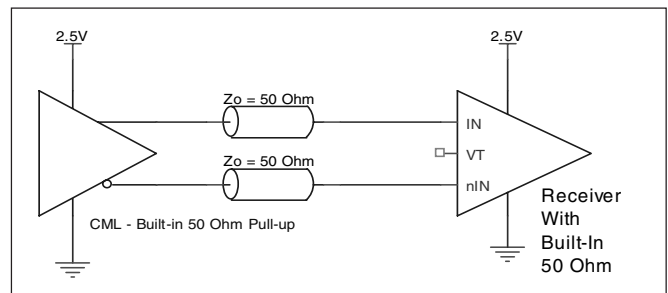 2.5V
2.5V
Zo = 50 Ohm
IN
VT
Zo = 50 Ohm
nIN
CML - Built-in 50 Ohm Pull-up
Receiver
With
Built-In
50 Ohm